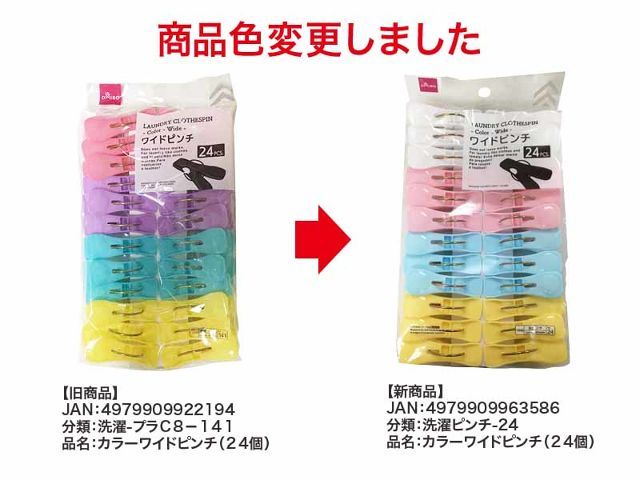 商品色変更しました
DAISO
LAUNDRY CLOTHESPIN
- Color - Wide -
ワイドピンチ
24PCS.
DAISO
LAUNDRY CLOTHESPIN
- Color - Wide -
ワイドピンチ
24PCS.
【旧商品】
JAN：4979909922194
分類：洗濯-プラC8－141
品名：カラーワイドピンチ（24個）
【新商品】
JAN：4979909963586
分類：洗濯ピンチ-24
品名：カラーワイドピンチ（24個）